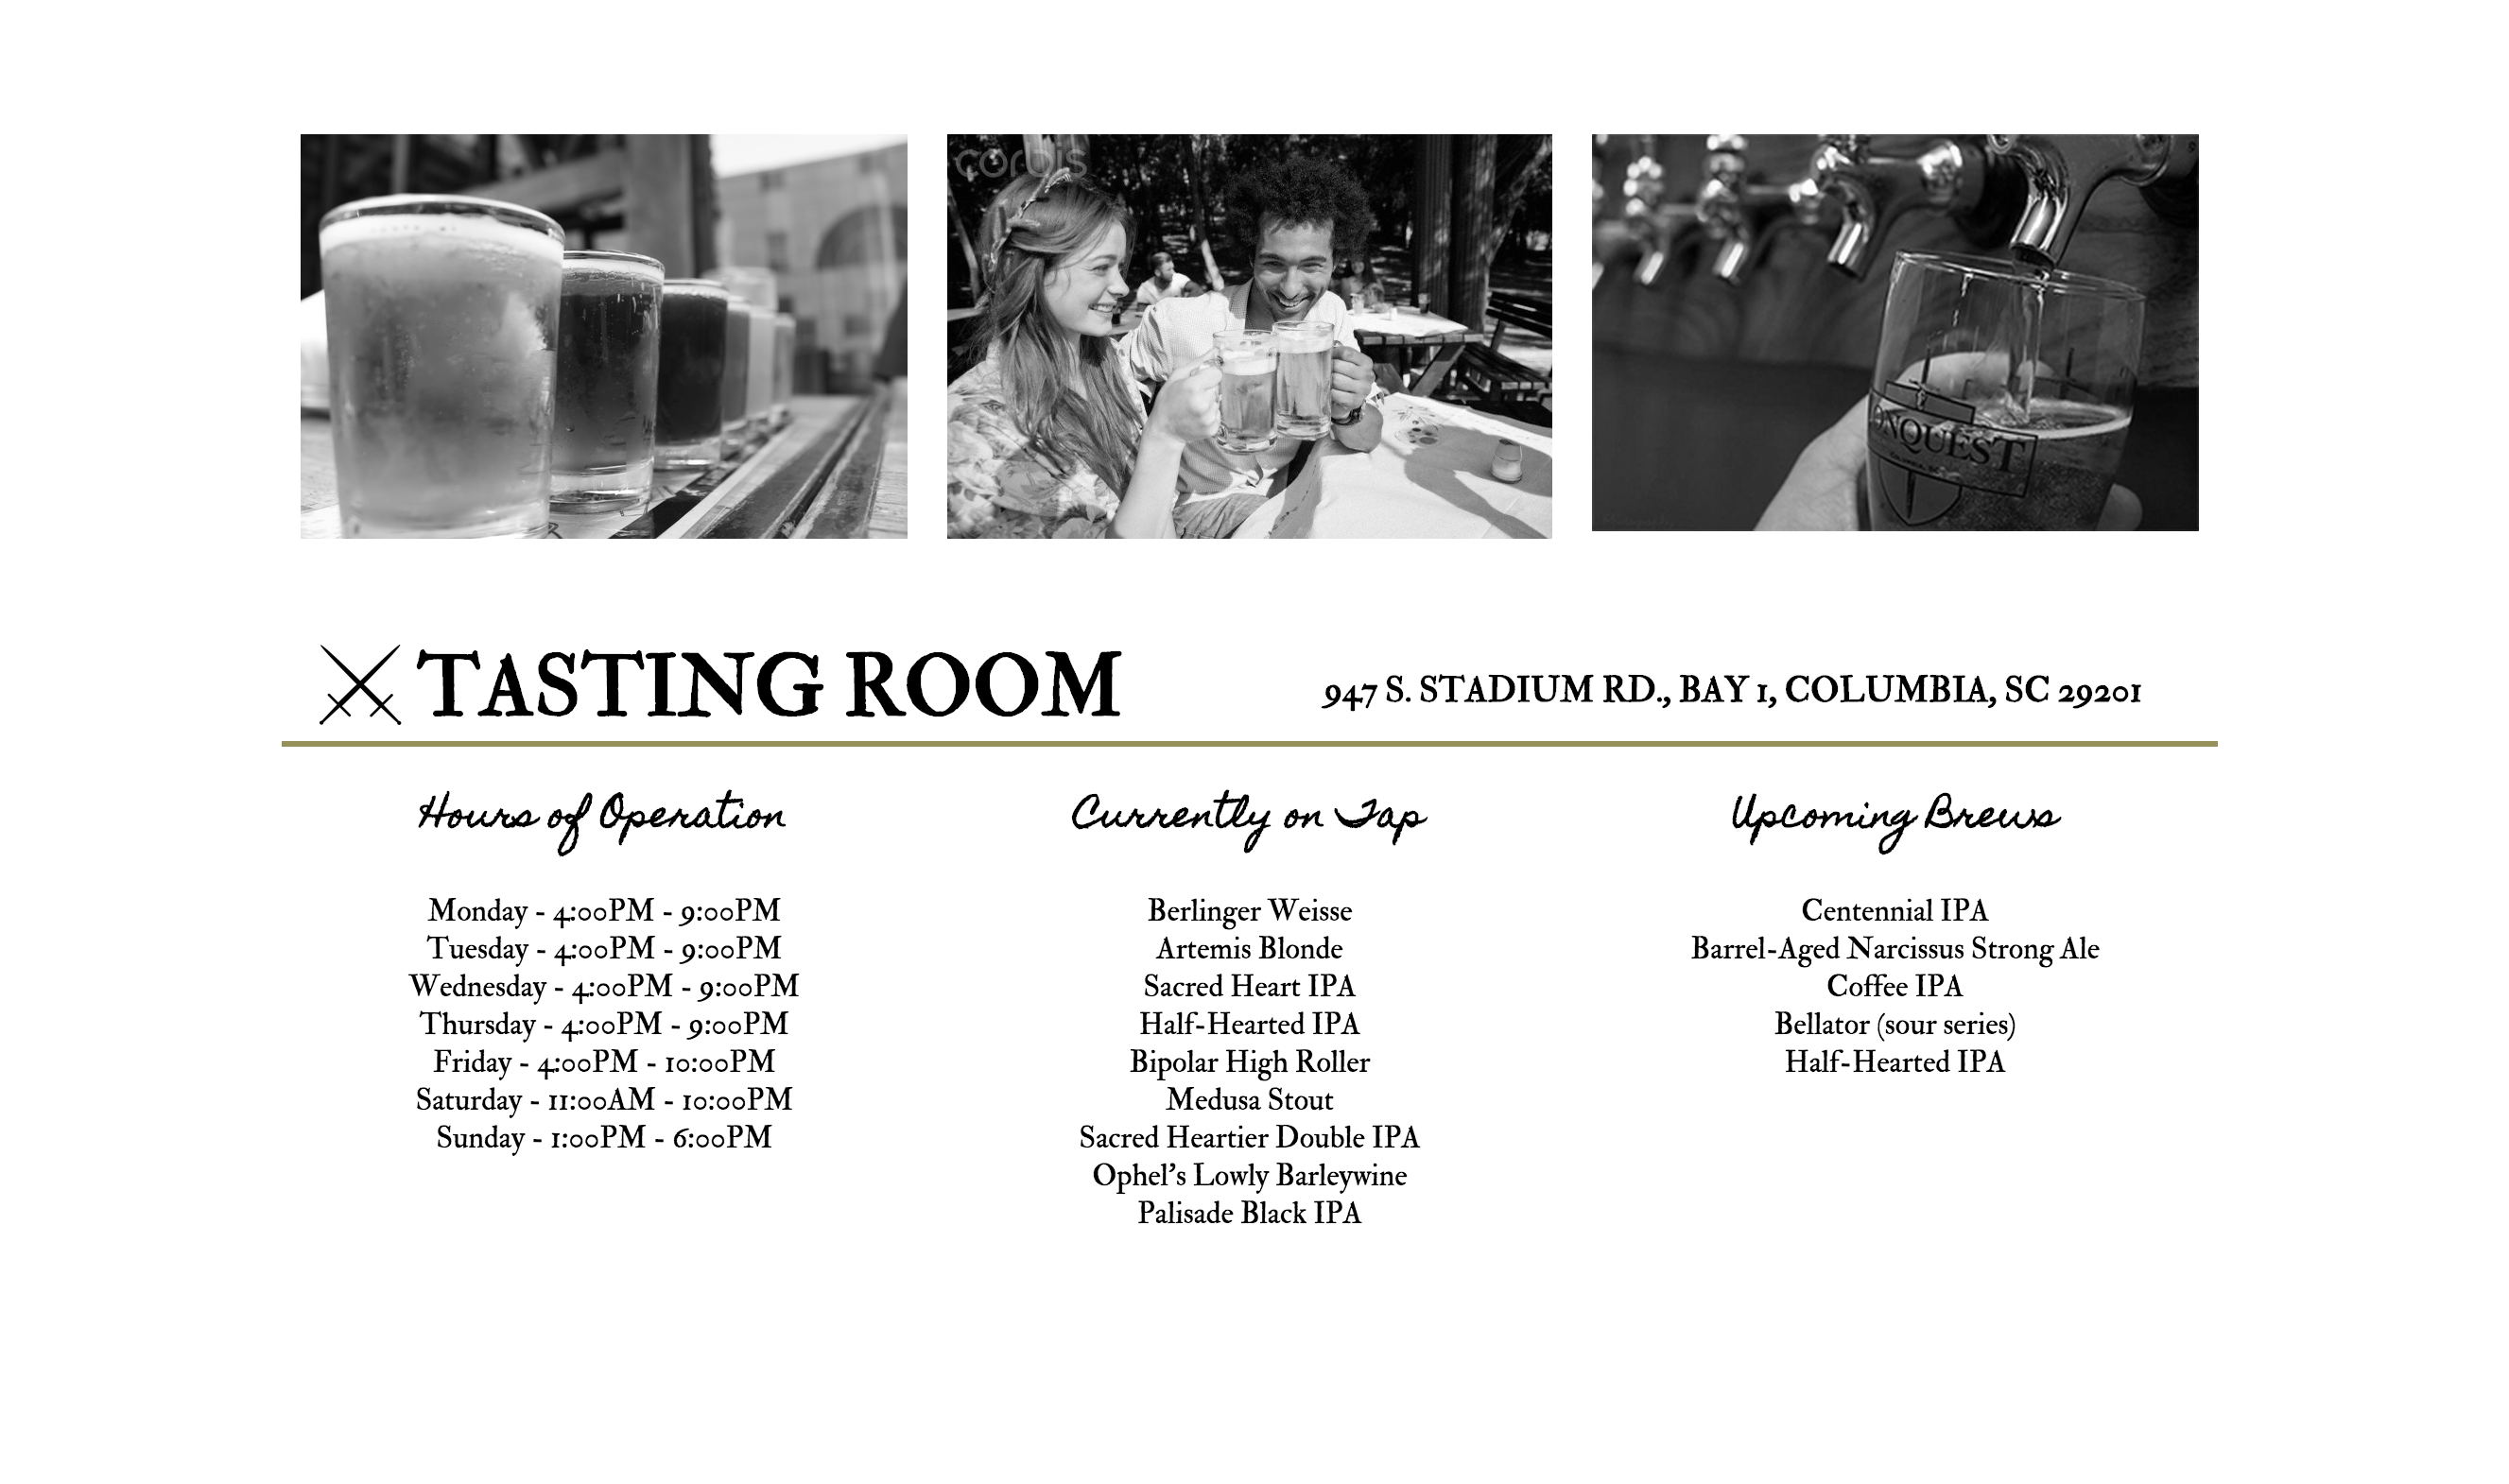 corbis
ONQUEST
TASTING ROOM
947 S. STADIUM RD., BAY 1, COLUMBIA, SC 29201
Hours of Operation
Monday - 4:00PM - 9:00PM
Tuesday - 4:00PM - 9:00PM
Wednesday - 4:00PM - 9:00PM
Thursday - 4:00PM - 9:00PM
Friday - 4:00PM - 10:00PM
Saturday - 11:00AM - 10:00PM
Sunday - 1:00PM - 6:00PM
Currently on Tap
Berlinger Weisse
Artemis Blonde
Sacred Heart IPA
Half-Hearted IPA
Bipolar High Roller
Medusa Stout
Sacred Heartier Double IPA
Ophel's Lowly Barleywine
Palisade Black IPA
Upcoming Brews
Centennial IPA
Barrel-Aged Narcissus Strong Ale
Coffee IPA
Bellator (sour series)
Half-Hearted IPA